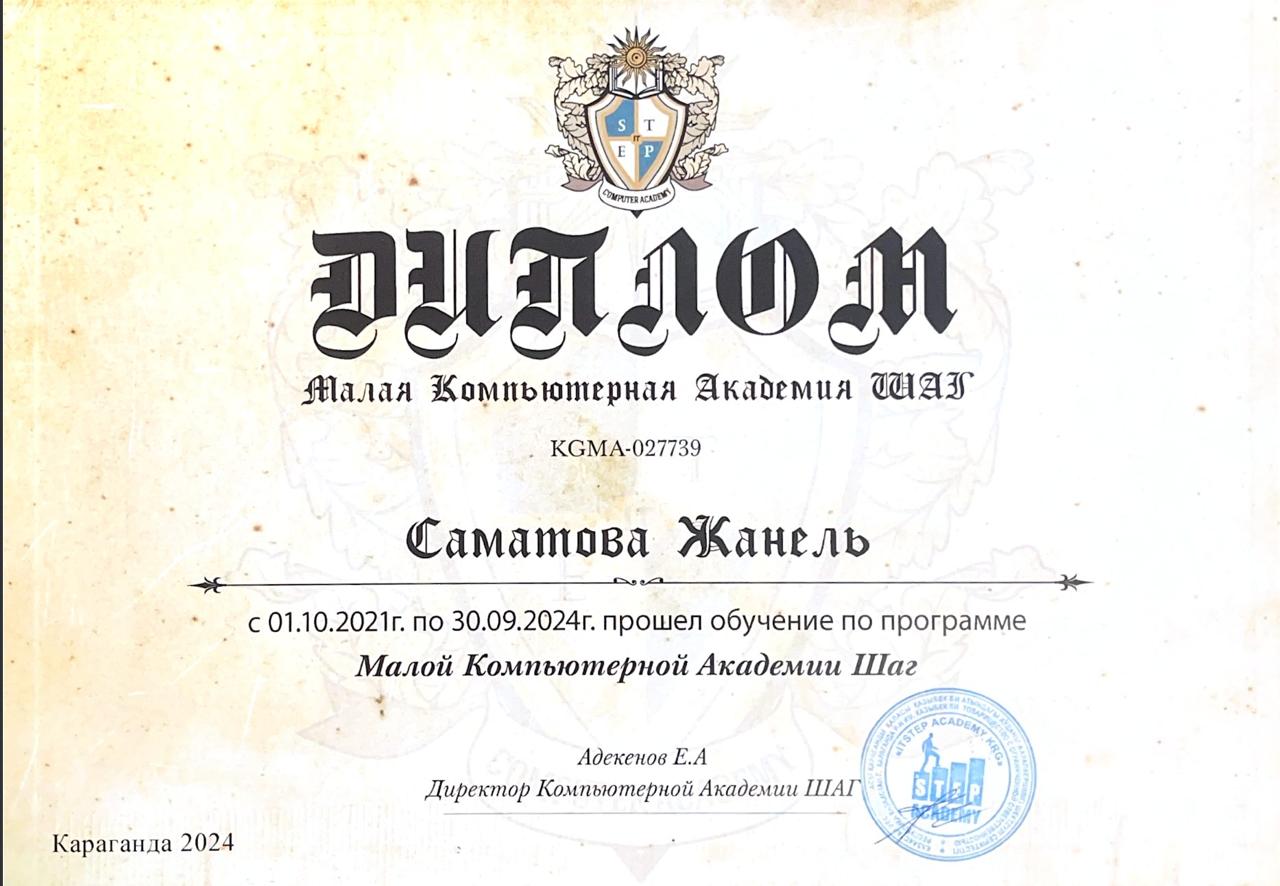 S T
IT
E P
COMPUTER ACADEMY
ДИПЛОМ
Малая Компьютерная Академия ШАГ
KGMA-027739
Саматова Жанель
с 01.10.2021г. по 30.09.2024г. прошел обучение по программе
Малой Компьютерной Академии Шаг
Адекенов Е.А
Директор Компьютерной Академии ШАГ
«ITSTEP ACADEMY KRG»
STEP
ACADEMY
Караганда 2024